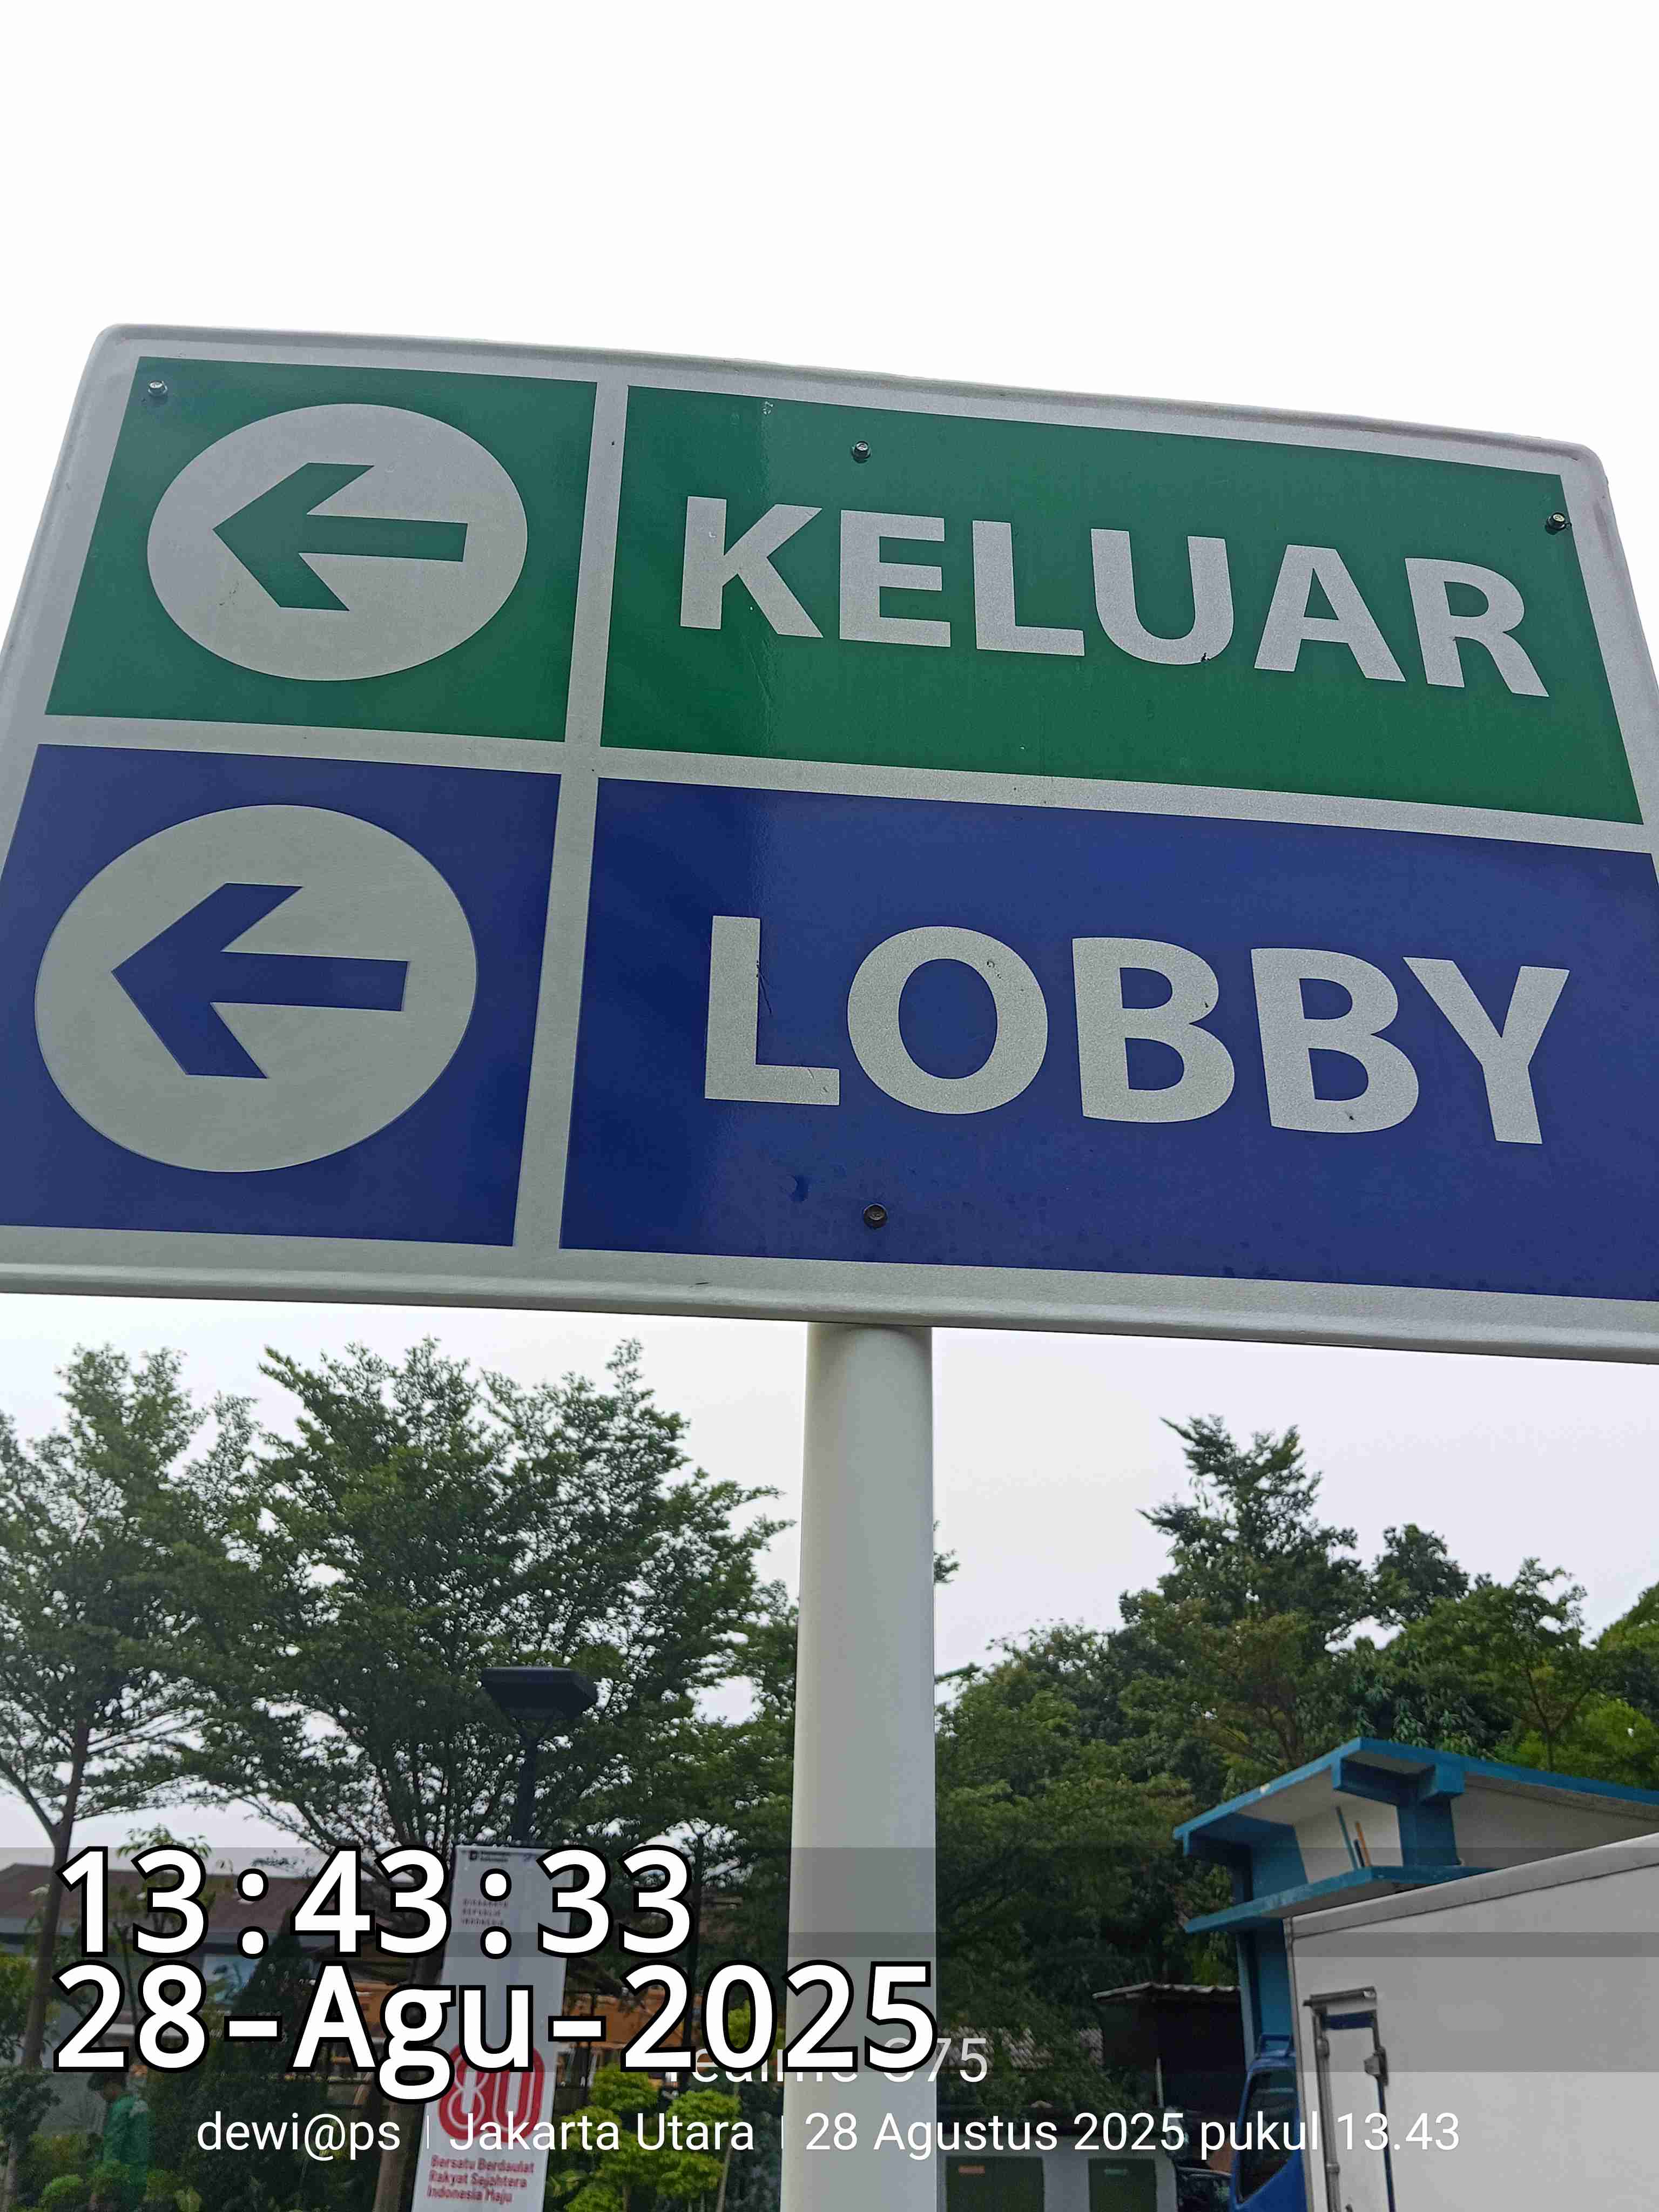 KELUAR
LOBBY
13:43:33
28-Agu-2025
80
dewi@ps | Jakarta Utara | 28 Agustus 2025 pukul 13.43
Bersatu Berdaulat
Rakyat Sejahtera
Indonesia Maju